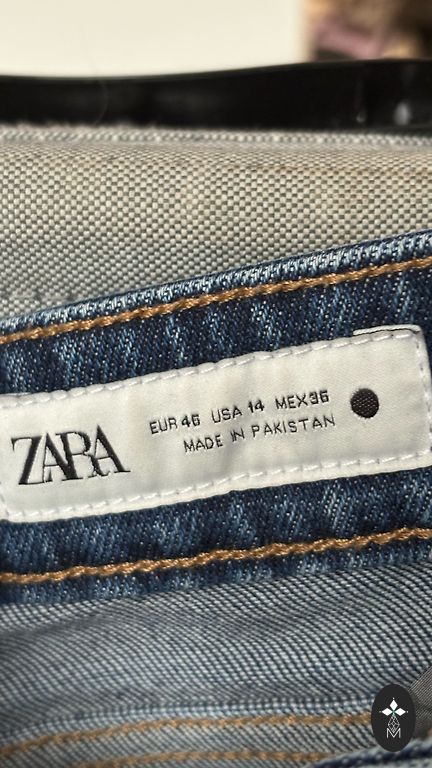 ZARA
EUR 46 USA 14 MEX 36
MADE IN PAKISTAN
M